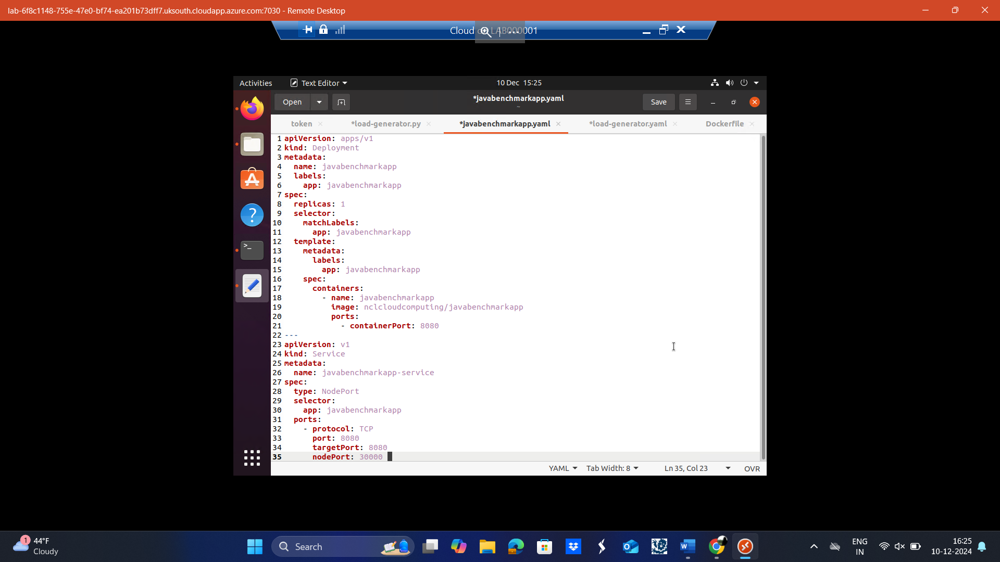 lab-6f8c1148-755e-47e0-bf74-ea201b73dff7.uksouth.cloudapp.azure.com:7030 - Remote Desktop
Cloud on LAB000001
Activities Text Editor 10 Dec 15:25
Open *javabenchmarkapp.yaml Save
~
token *load-generator.py *javabenchmarkapp.yaml *load-generator.yaml Dockerfile
1 apiVersion: apps/v1
2 kind: Deployment
3 metadata:
4   name: javabenchmarkapp
5   labels:
6     app: javabenchmarkapp
7 spec:
8   replicas: 1
9   selector:
10     matchLabels:
11       app: javabenchmarkapp
12   template:
13     metadata:
14       labels:
15         app: javabenchmarkapp
16     spec:
17       containers:
18         - name: javabenchmarkapp
19           image: nclcloudcomputing/javabenchmarkapp
20           ports:
21             - containerPort: 8080
22 ---
23 apiVersion: v1
24 kind: Service
25 metadata:
26   name: javabenchmarkapp-service
27 spec:
28   type: NodePort
29   selector:
30     app: javabenchmarkapp
31   ports:
32     - protocol: TCP
33       port: 8080
34       targetPort: 8080
35       nodePort: 30000
YAML Tab Width: 8 Ln 35, Col 23 OVR
1 44°F
Cloudy
Search
ENG
IN
16:25
10-12-2024